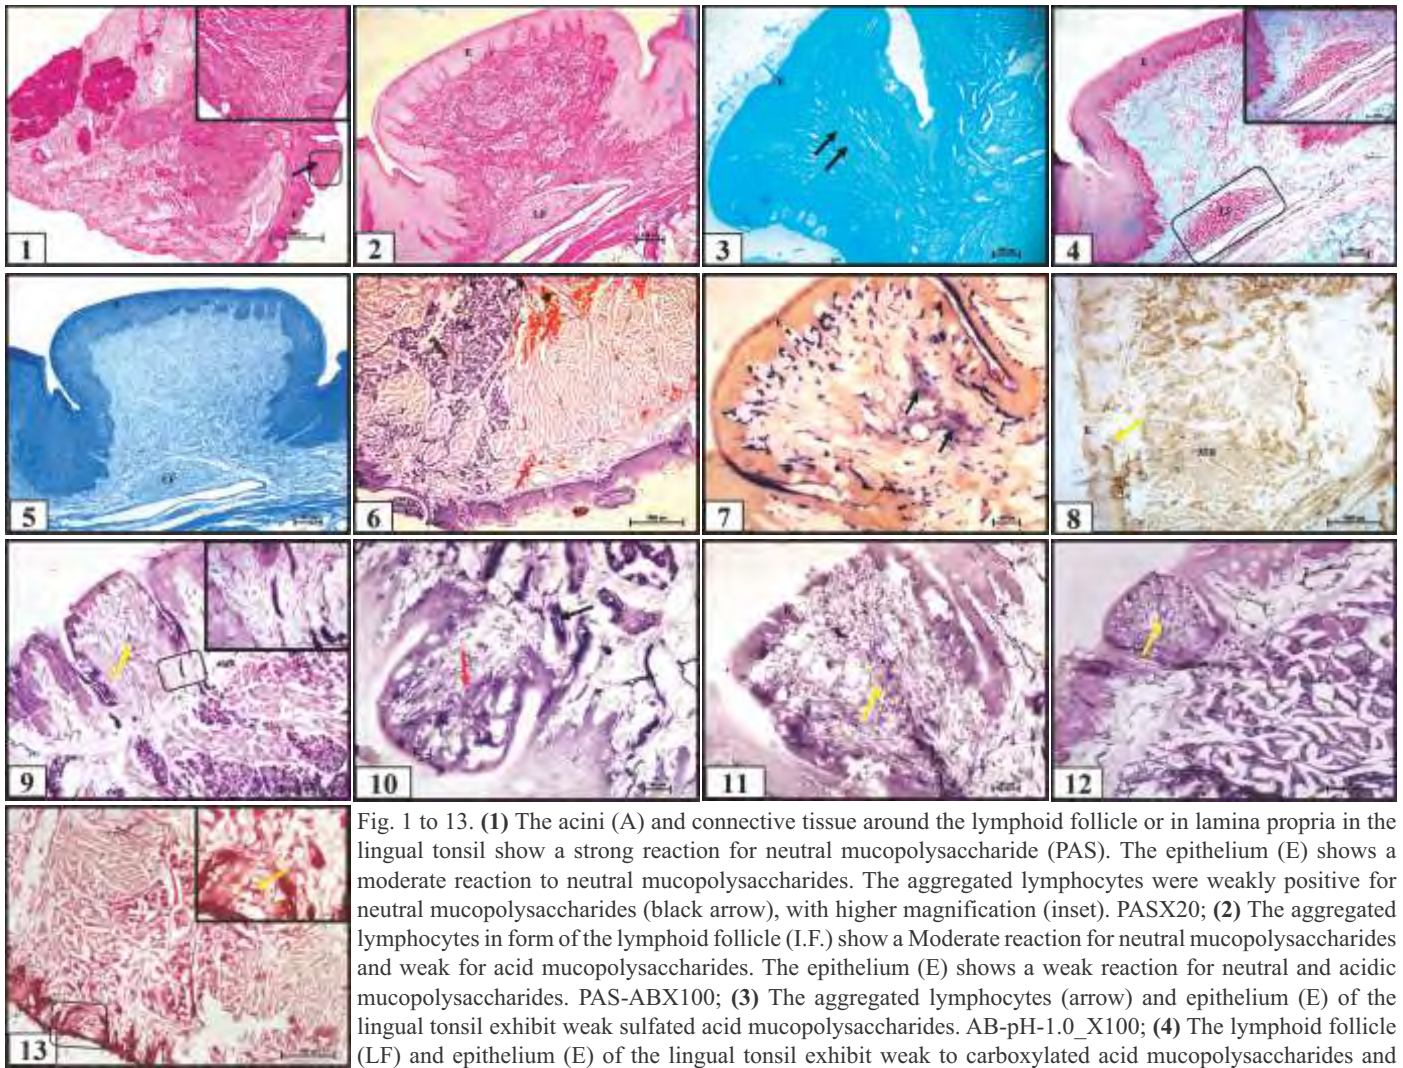 1
E
2
E
LF
3
E
4
E
LF
5
LF
6
7
8
E
9
10
11
12
13
Fig. 1 to 13. (1) The acini (A) and connective tissue around the lymphoid follicle or in lamina propria in the
lingual tonsil show a strong reaction for neutral mucopolysaccharide (PAS). The epithelium (E) shows a
moderate reaction to neutral mucopolysaccharides. The aggregated lymphocytes were weakly positive for
neutral mucopolysaccharides (black arrow), with higher magnification (inset). PASX20; (2) The aggregated
lymphocytes in form of the lymphoid follicle (I.F.) show a Moderate reaction for neutral mucopolysaccharides
and weak for acid mucopolysaccharides. The epithelium (E) shows a weak reaction for neutral and acidic
mucopolysaccharides. PAS-ABX100; (3) The aggregated lymphocytes (arrow) and epithelium (E) of the
lingual tonsil exhibit weak sulfated acid mucopolysaccharides. AB-pH-1.0_X100; (4) The lymphoid follicle
(LF) and epithelium (E) of the lingual tonsil exhibit weak to carboxylated acid mucopolysaccharides and